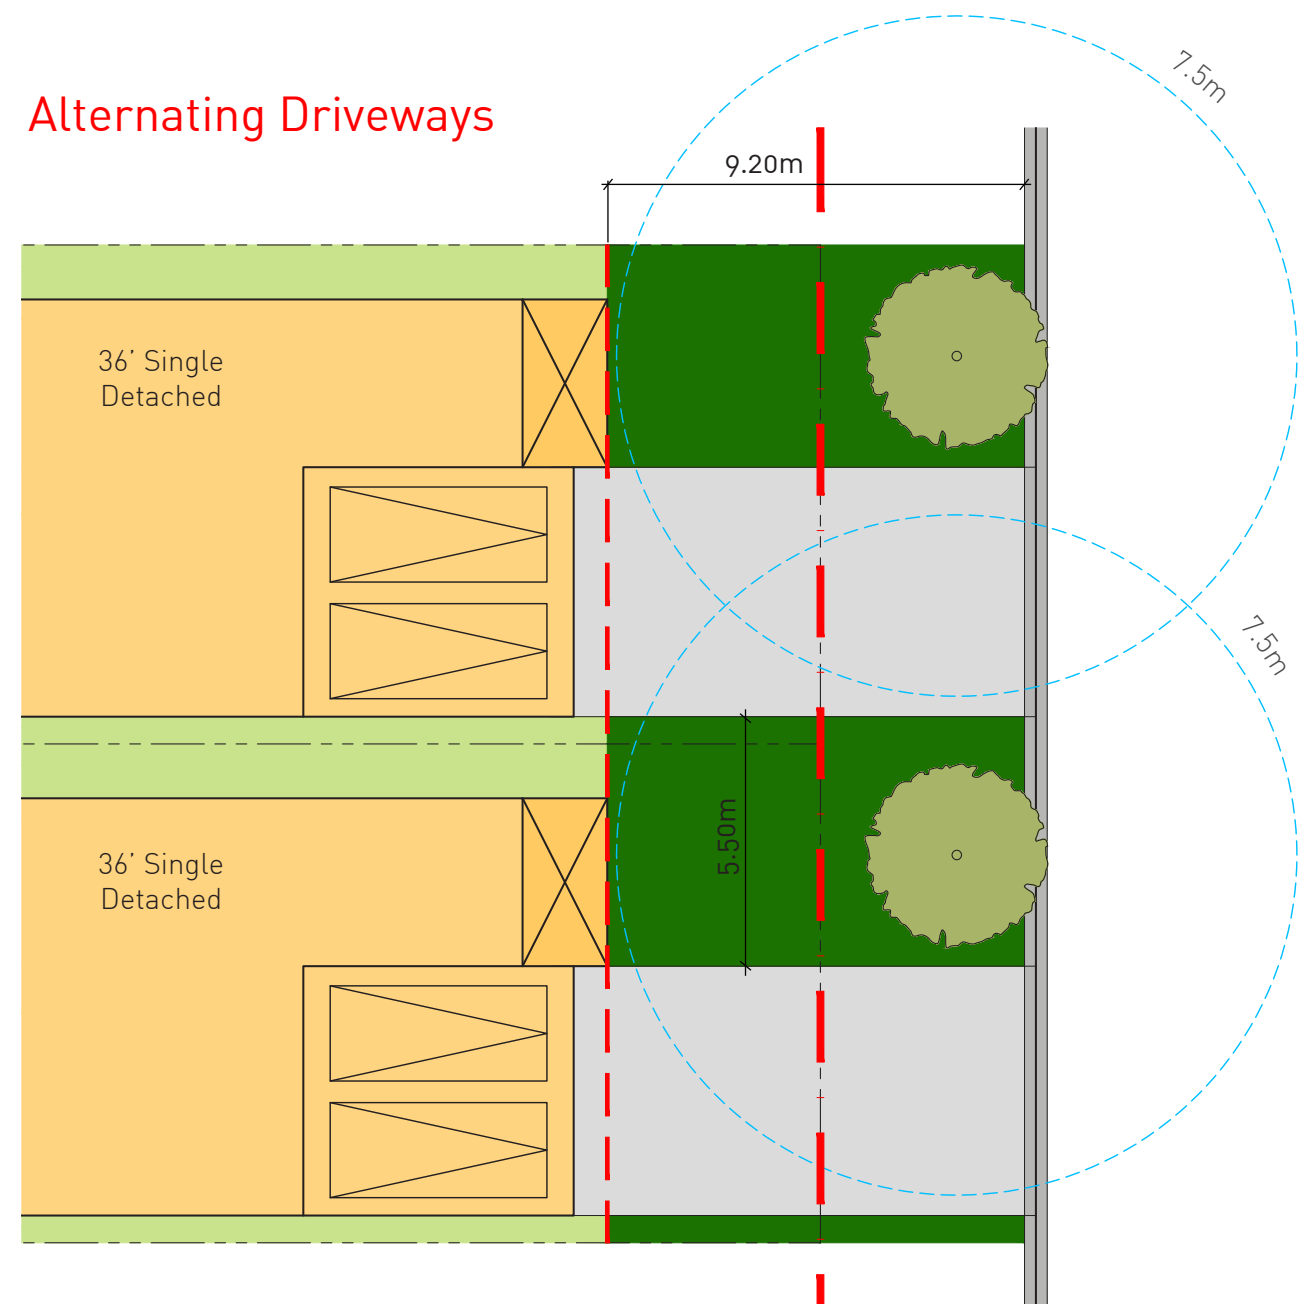 7.5m
Alternating Driveways
9.20m
36’ Single
Detached
7.5m
5.50m
36’ Single
Detached